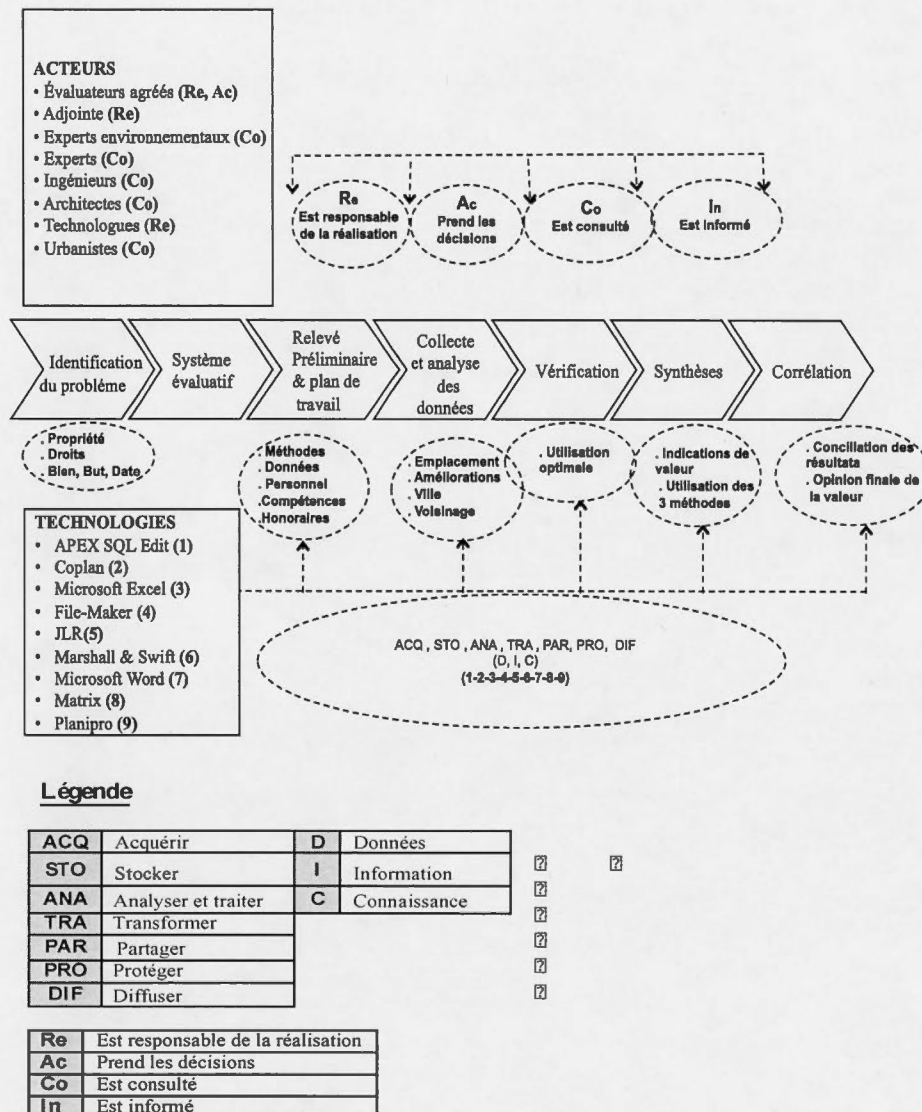 ACTEURS
• Évaluateurs agréés (Re, Ac)
• Adjointe (Re)
• Experts environnementaux (Co)
• Experts (Co)
• Ingénieurs (Co)
• Architectes (Co)
• Technologues (Re)
• Urbanistes (Co)
Re
Est responsable
de la réalisation
Ac
Prend les
décisions
Co
Est consulté
In
Est informé
Identification
du probléme
Système
évaluatif
Relevé
Préliminaire
& plan de
travail
Collecte
et analyse
des
données
Vérification
Synthèses
Corrélation
. Propriété
. Droits
. Bien, But, Date
. Méthodes
. Données
. Personnel
.Compétences
.Honoraires
. Emplacement
. Améliorations
. Ville
. Voisinage
. Utilisation
optimale
. Indications de
valeur
. Utilisation des
3 méthodes
. Conciliation des
résultats
. Opinion finale de
la valeur
TECHNOLOGIES
• APEX SQL Edit (1)
• Coplan (2)
• Microsoft Excel (3)
• File-Maker (4)
• JLR(5)
• Marshall & Swift (6)
• Microsoft Word (7)
• Matrix (8)
• Planipro (9)
ACQ , STO , ANA , TRA , PAR, PRO, DIF
(D, I, C)
(1-2-3-4-5-6-7-8-9)
Légende
ACQ Acquérir D Données
STO Stocker I Information
ANA Analyser et traiter C Connaissance
TRA Transformer
PAR Partager
PRO Protéger
DIF Diffuser
Re Est responsable de la réalisation
Ac Prend les décisions
Co Est consulté
In Est informé